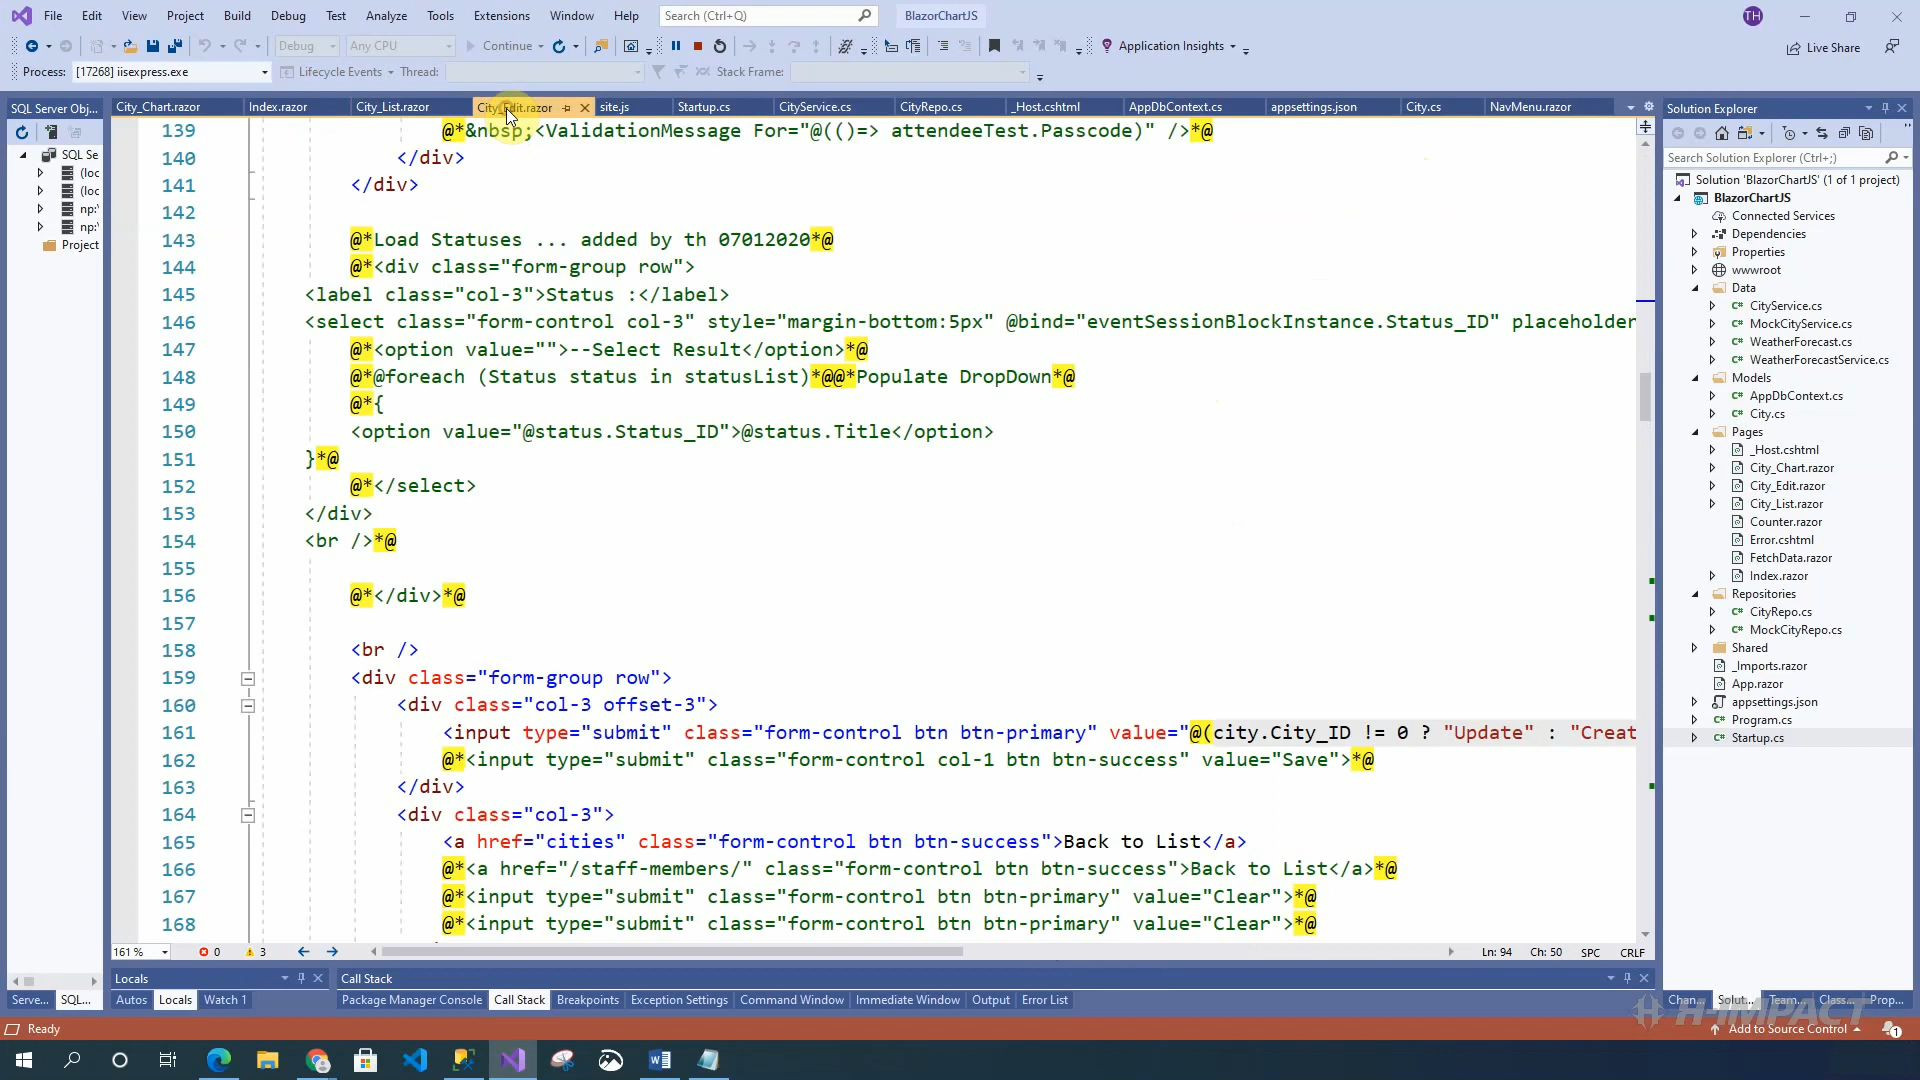 File Edit View Project Build Debug Test Analyze Tools Extensions Window Help Search (Ctrl+Q) BlazorChartJS TH
Debug Any CPU Continue Application Insights Live Share
Process: [17268] iisexpress.exe Lifecycle Events Thread: Stack Frame:
SQL Server Obj... City_Chart.razor Index.razor City_List.razor City_Edit.razor site.js Startup.cs CityService.cs CityRepo.cs _Host.cshtml AppDbContext.cs appsettings.json City.cs NavMenu.razor Solution Explorer
Search Solution Explorer (Ctrl+;)
SQL Se
(loc
(loc
np:\
np:\
Project
139 @*&nbsp;<ValidationMessage For="@(()=> attendeeTest.Passcode)" />*@
140 </div>
141 </div>
142
143 @*Load Statuses ... added by th 07012020*@
144 @*<div class="form-group row">
145 <label class="col-3">Status :</label>
146 <select class="form-control col-3" style="margin-bottom:5px" @bind="eventSessionBlockInstance.Status_ID" placeholder
147 @*<option value="">--Select Result</option>*@
148 @*@foreach (Status status in statusList)*@@*Populate DropDown*@
149 @*{
150 <option value="@status.Status_ID">@status.Title</option>
151 }*@
152 @*</select>
153 </div>
154 <br />*@
155
156 @*</div>*@
157
158 <br />
159 <div class="form-group row">
160 <div class="col-3 offset-3">
161 <input type="submit" class="form-control btn btn-primary" value="@(city.City_ID != 0 ? "Update" : "Creat
162 @*<input type="submit" class="form-control col-1 btn btn-success" value="Save">*@
163 </div>
164 <div class="col-3">
165 <a href="cities" class="form-control btn btn-success">Back to List</a>
166 @*<a href="/staff-members/" class="form-control btn btn-success">Back to List</a>*@
167 @*<input type="submit" class="form-control btn btn-primary" value="Clear">*@
168 @*<input type="submit" class="form-control btn btn-primary" value="Clear">*@
Solution 'BlazorChartJS' (1 of 1 project)
BlazorChartJS
Connected Services
Dependencies
Properties
wwwroot
Data
CityService.cs
MockCityService.cs
WeatherForecast.cs
WeatherForecastService.cs
Models
AppDbContext.cs
City.cs
Pages
_Host.cshtml
City_Chart.razor
City_Edit.razor
City_List.razor
Counter.razor
Error.cshtml
FetchData.razor
Index.razor
Repositories
CityRepo.cs
MockCityRepo.cs
Shared
_Imports.razor
App.razor
appsettings.json
Program.cs
Startup.cs
161 % 0 3 Ln: 94 Ch: 50 SPC CRLF
Locals Call Stack
Serve... SQL... Autos Locals Watch 1 Package Manager Console Call Stack Breakpoints Exception Settings Command Window Immediate Window Output Error List Chan... Solut... Team... Class... Prop...
H-IMPACT
Ready Add to Source Control 1